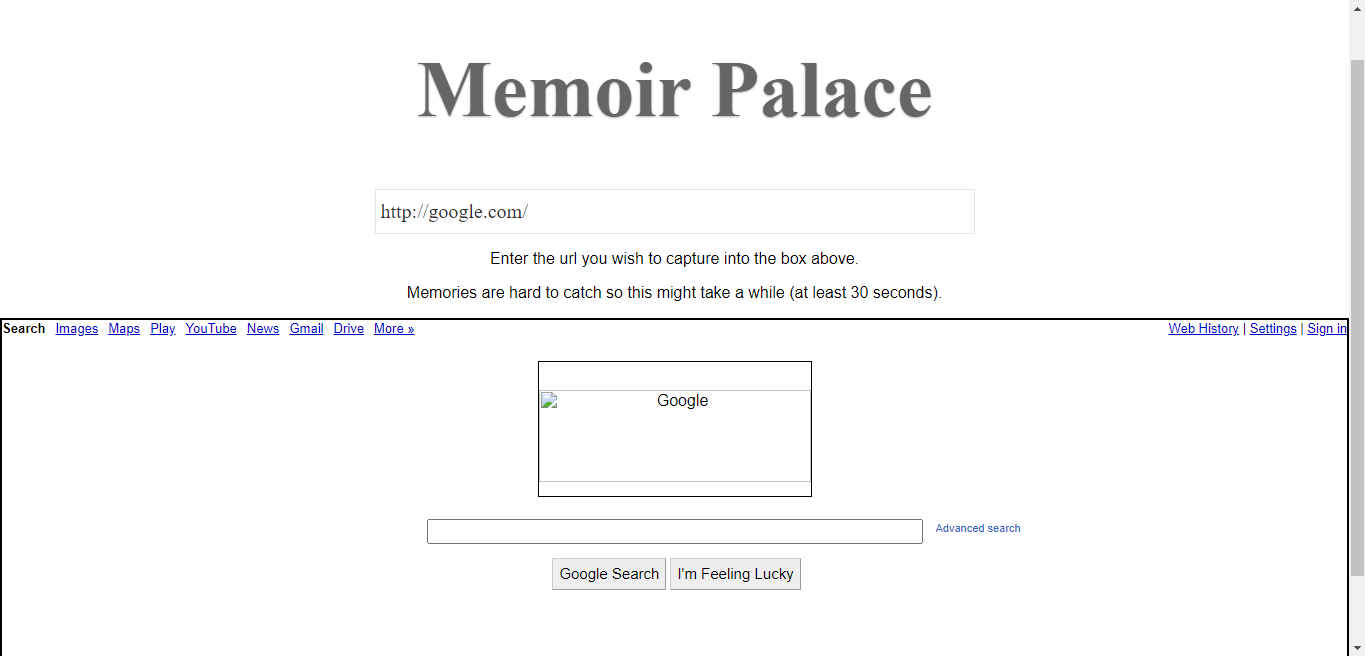 Memoir Palace
http://google.com/
Enter the url you wish to capture into the box above.
Memories are hard to catch so this might take a while (at least 30 seconds).
Search Images Maps Play YouTube News Gmail Drive More » Web History | Settings | Sign in
Google
Advanced search
Google Search I'm Feeling Lucky